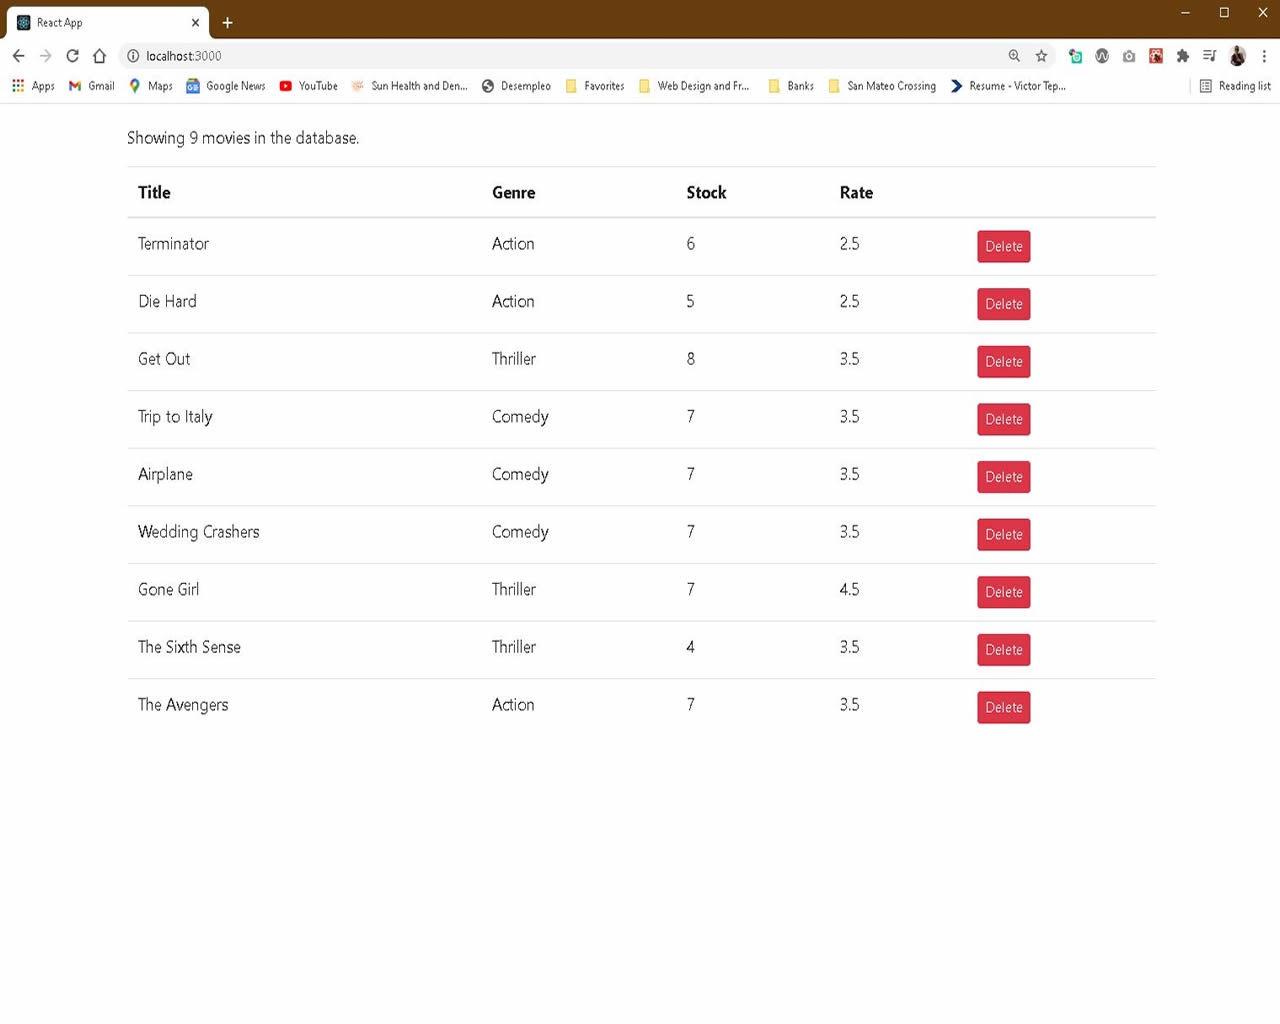 React App
localhost:3000
Apps Gmail Maps Google News YouTube Sun Health and Den... Desempleo Favorites Web Design and Fr... Banks San Mateo Crossing Resume - Victor Tep... Reading list
Showing 9 movies in the database.
Title Genre Stock Rate
Terminator Action 6 2.5 Delete
Die Hard Action 5 2.5 Delete
Get Out Thriller 8 3.5 Delete
Trip to Italy Comedy 7 3.5 Delete
Airplane Comedy 7 3.5 Delete
Wedding Crashers Comedy 7 3.5 Delete
Gone Girl Thriller 7 4.5 Delete
The Sixth Sense Thriller 4 3.5 Delete
The Avengers Action 7 3.5 Delete